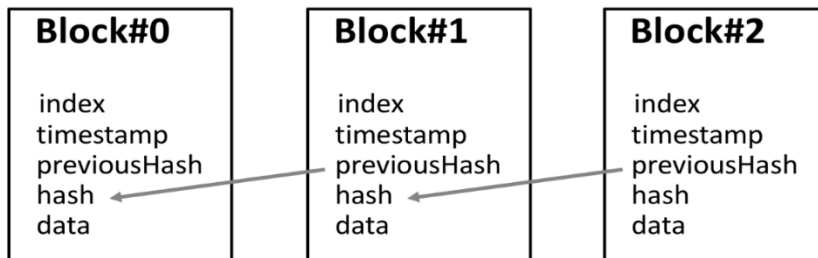 Block#0
index
timestamp
previousHash
hash
data
Block#1
index
timestamp
previousHash
hash
data
Block#2
index
timestamp
previousHash
hash
data